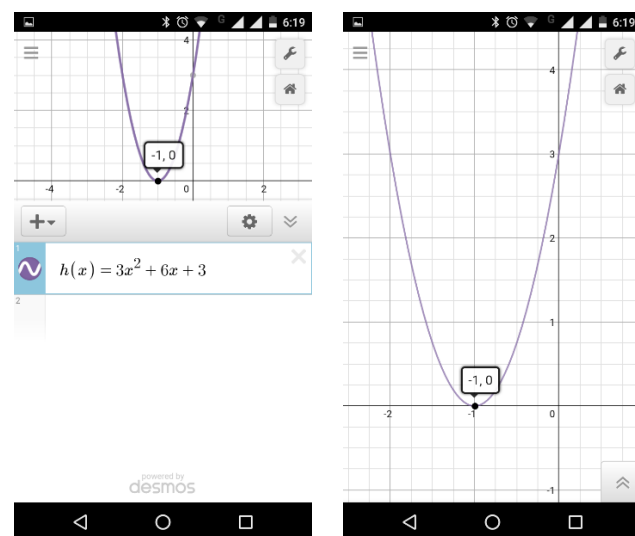 G 6:19
4
2
-1, 0
-4 -2 0 2
1
h(x) = 3x² + 6x + 3
2
powered by
desmos
G 6:19
4
3
2
1
-1, 0
-2 -1 0
-1